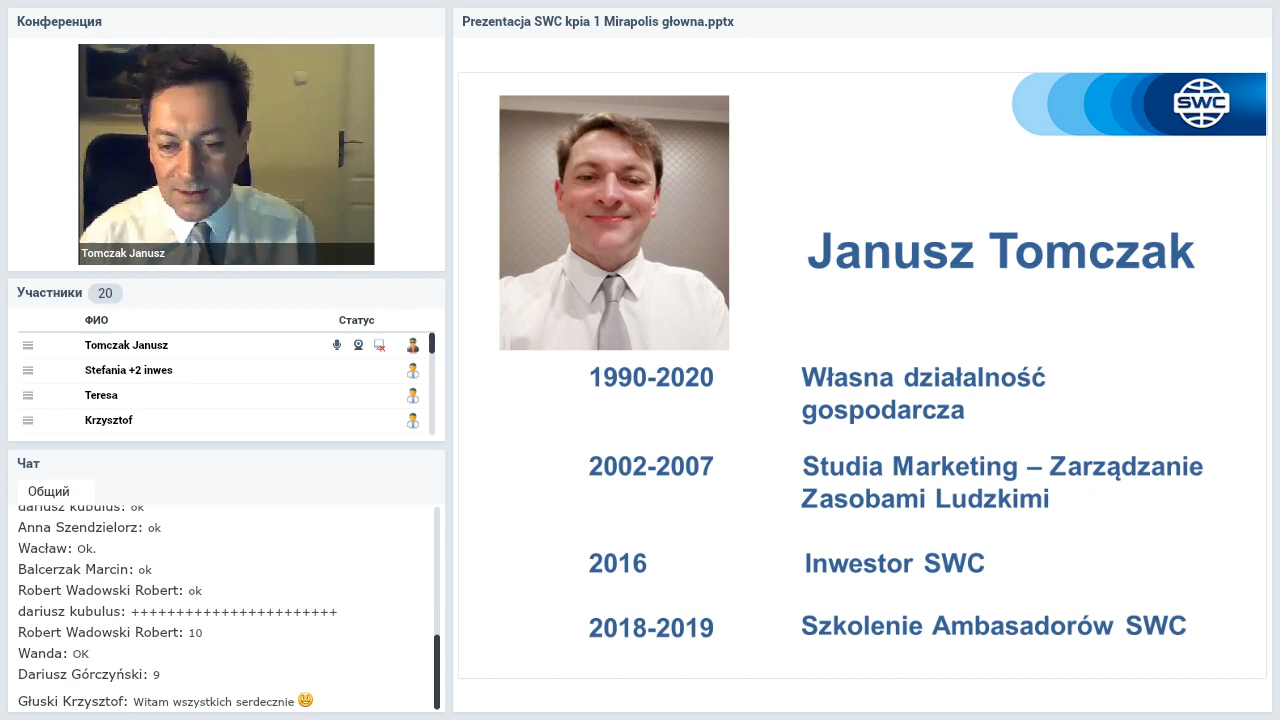 Конференция
Tomczak Janusz
Участники 20
ФИО Статус
Tomczak Janusz
Stefania +2 inwes
Teresa
Krzysztof
Чат
Общий
dariusz kubulus: ok
Anna Szendzielorz: ok
Wacław: Ok.
Balcerzak Marcin: ok
Robert Wadowski Robert: ok
dariusz kubulus: +++++++++++++++++++++++
Robert Wadowski Robert: 10
Wanda: OK
Dariusz Górczyński: 9
Głuski Krzysztof: Witam wszystkich serdecznie
Prezentacja SWC kpia 1 Mirapolis głowna.pptx
SWC
Janusz Tomczak
1990-2020 Własna działalność
gospodarcza
2002-2007 Studia Marketing – Zarządzanie
Zasobami Ludzkimi
2016 Inwestor SWC
2018-2019 Szkolenie Ambasadorów SWC